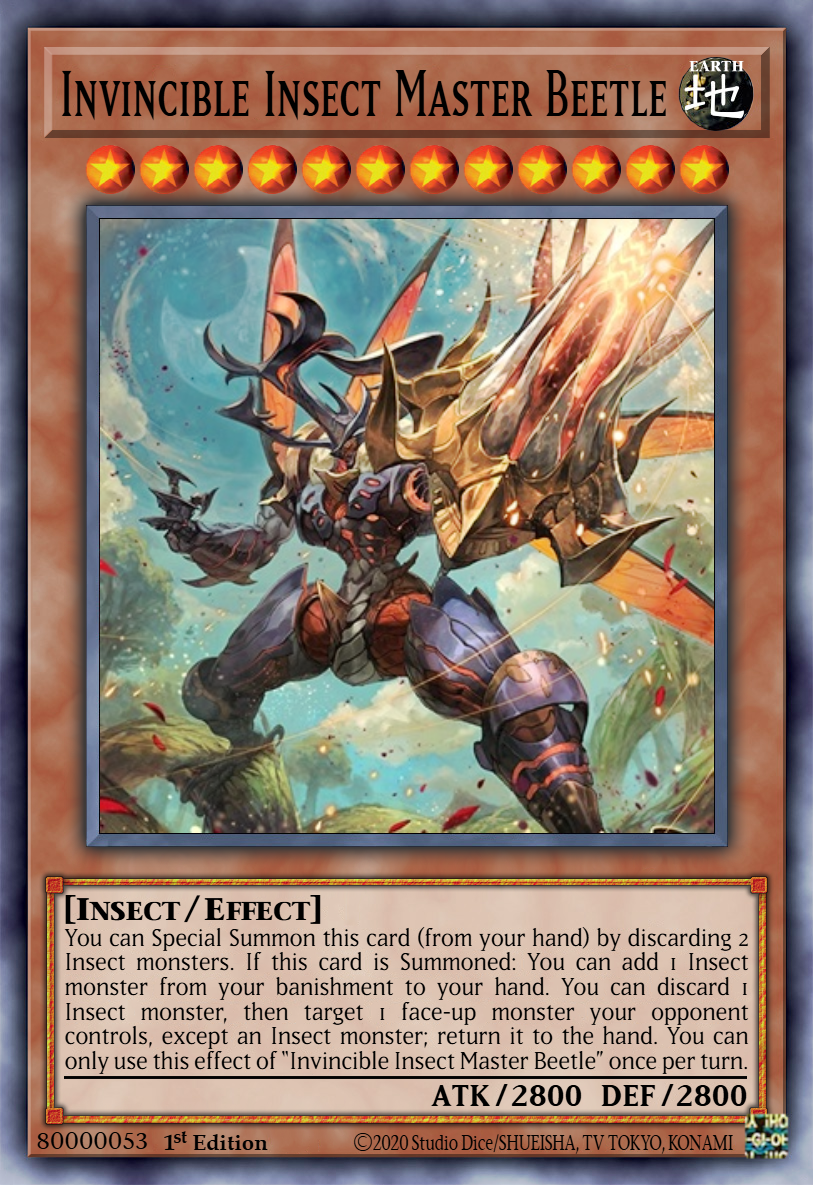 Invincible Insect Master Beetle
EARTH
地
[Insect/Effect]
You can Special Summon this card (from your hand) by discarding 2
Insect monsters. If this card is Summoned: You can add 1 Insect
monster from your banishment to your hand. You can discard 1
Insect monster, then target 1 face-up monster your opponent
controls, except an Insect monster; return it to the hand. You can
only use this effect of "Invincible Insect Master Beetle" once per turn.
ATK/2800 DEF/2800
80000053 1st Edition ©2020 Studio Dice/SHUEISHA, TV TOKYO, KONAMI